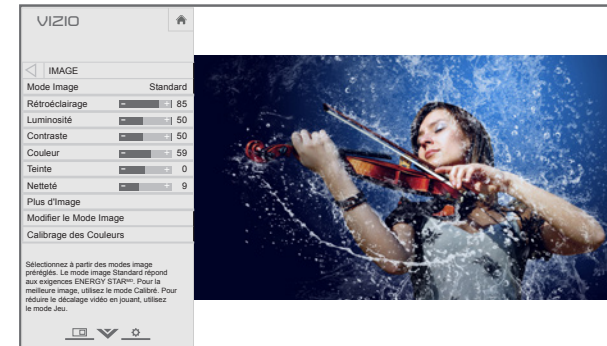 VIZIO
IMAGE
Mode Image Standard
Rétroéclairage 85
Luminosité 50
Contraste 50
Couleur 59
Teinte 0
Netteté 9
Plus d'Image
Modifier le Mode Image
Calibrage des Couleurs
Sélectionnez à partir des modes image
préréglés. Le mode image Standard répond
aux exigences ENERGY STARᴹᴰ. Pour la
meilleure image, utilisez le mode Calibré. Pour
réduire le décalage vidéo en jouant, utilisez
le mode Jeu.